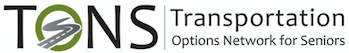 TONS
Transportation
Options Network for Seniors